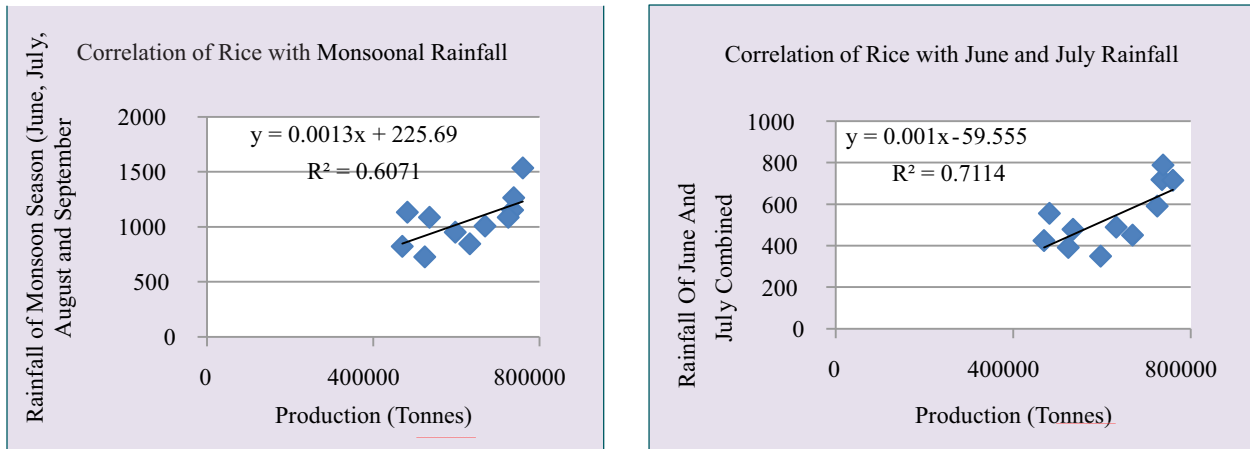 Correlation of Rice with Monsoonal Rainfall
Rainfall of Monsoon Season (June, July,
August and September
y = 0.0013x + 225.69
R² = 0.6071
2000
1500
1000
500
0
0
400000
800000
Production (Tonnes)
Correlation of Rice with June and July Rainfall
Rainfall Of June And
July Combined
y = 0.001x-59.555
R² = 0.7114
1000
800
600
400
200
0
0
400000
800000
Production (Tonnes)